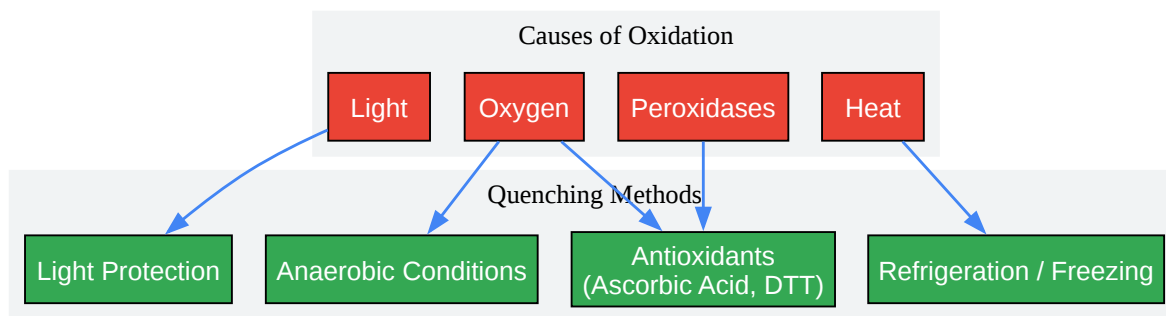 Causes of Oxidation
Light
Oxygen
Peroxidases
Heat
Quenching Methods
Light Protection
Anaerobic Conditions
Antioxidants
(Ascorbic Acid, DTT)
Refrigeration / Freezing